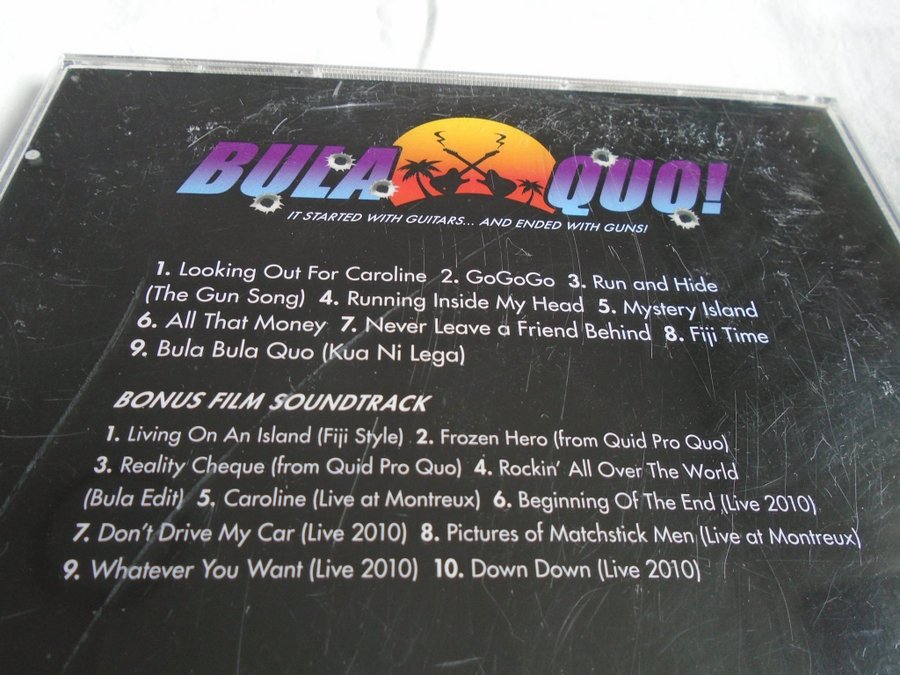 BULA QUO!
IT STARTED WITH GUITARS... AND ENDED WITH GUNS!
1. Looking Out For Caroline 2. GoGoGo 3. Run and Hide
(The Gun Song) 4. Running Inside My Head 5. Mystery Island
6. All That Money 7. Never Leave a Friend Behind 8. Fiji Time
9. Bula Bula Quo (Kua Ni Lega)
BONUS FILM SOUNDTRACK
1. Living On An Island (Fiji Style) 2. Frozen Hero (from Quid Pro Quo)
3. Reality Cheque (from Quid Pro Quo) 4. Rockin' All Over The World
(Bula Edit) 5. Caroline (Live at Montreux) 6. Beginning Of The End (Live 2010)
7. Don't Drive My Car (Live 2010) 8. Pictures of Matchstick Men (Live at Montreux)
9. Whatever You Want (Live 2010) 10. Down Down (Live 2010)